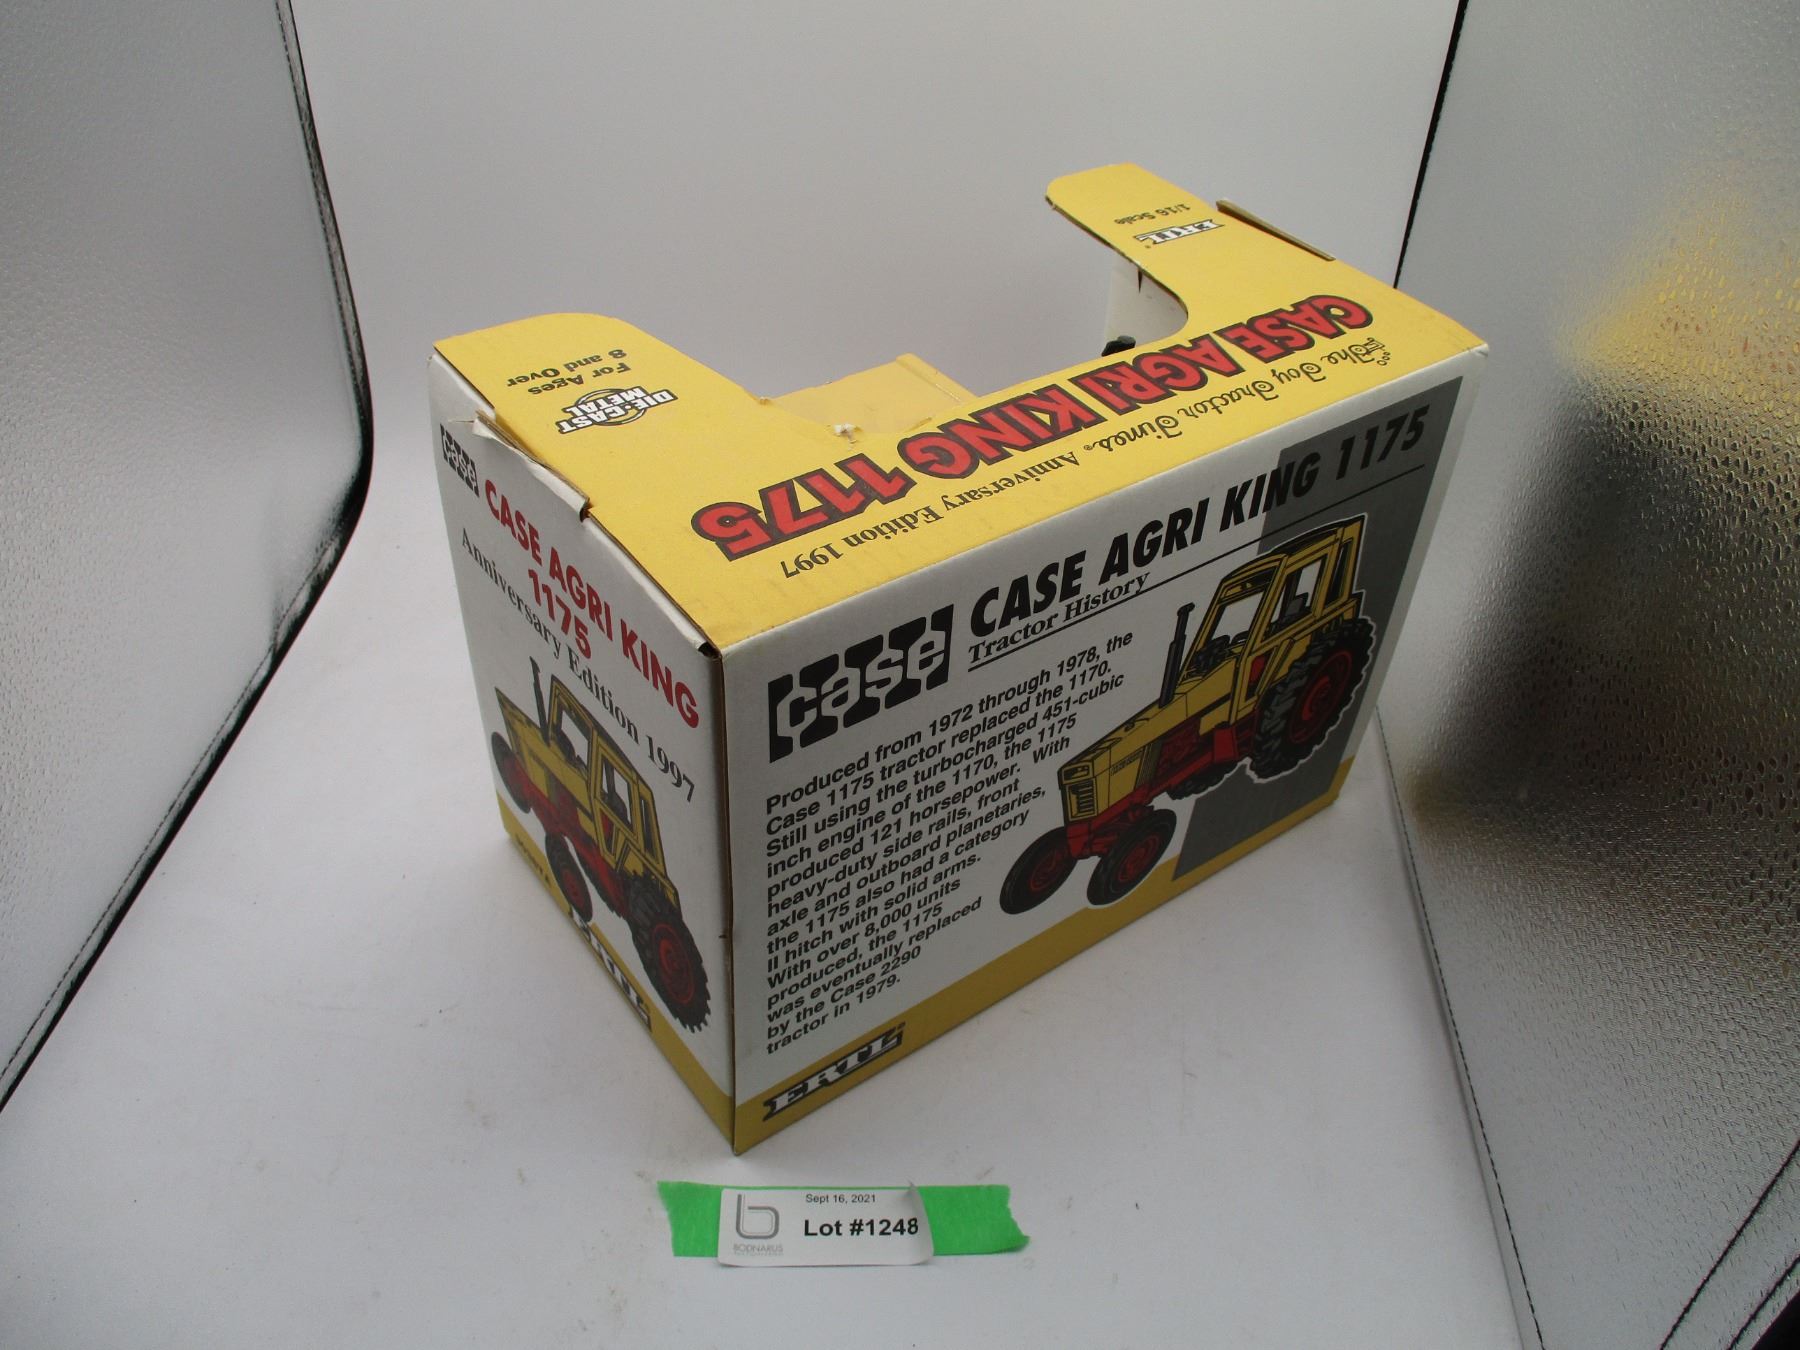 ERTL
1/16 Scale
DIE-CAST
METAL
For Ages
8 and Over
The Toy Tractor Times® Anniversary Edition 1997
CASE AGRI KING 1175
case
CASE AGRI KING
1175
Anniversary Edition 1997
ERTL
case
CASE AGRI KING 1175
Tractor History
Produced from 1972 through 1978, the
Case 1175 tractor replaced the 1170.
Still using the turbocharged 451-cubic
inch engine of the 1170, the 1175
produced 121 horsepower. With
heavy-duty side rails, front
axle and outboard planetaries,
the 1175 also had a category
II hitch with solid arms.
With over 8,000 units
produced, the 1175
was eventually replaced
by the Case 2290
tractor in 1979.
ERTL
Sept 16, 2021
Lot #1248
BODNARUS